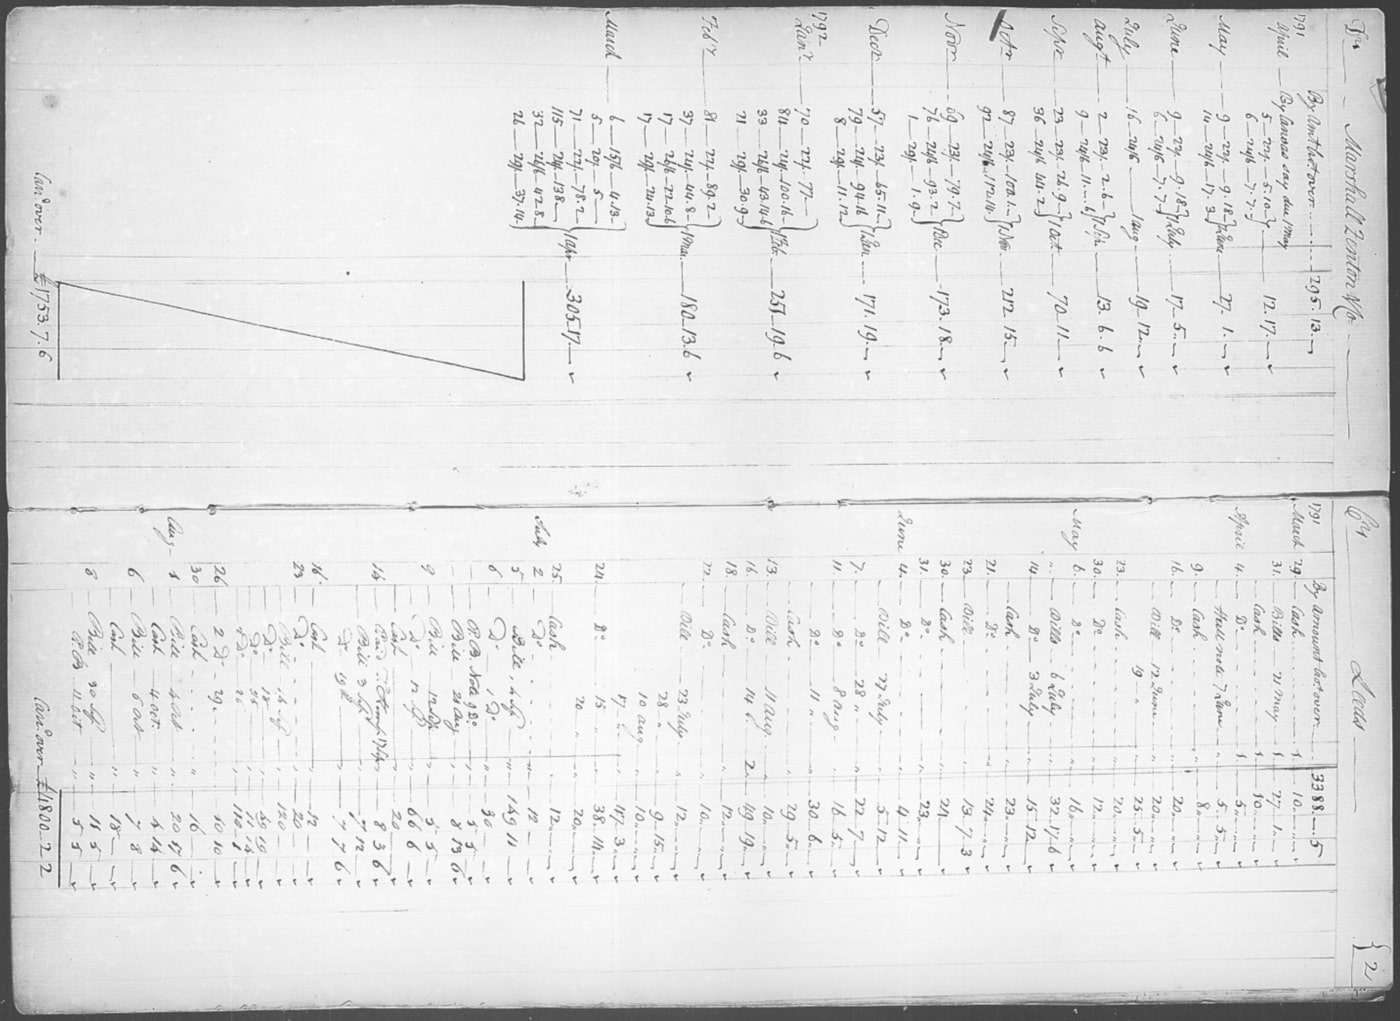 Dr. Marshall Fenton & Co
By Amt Brot over 295. 13. —
1791
April — By Canvas say due 1 May
5 — 22/. — 5. 10 —
6 — 24/6 — 7. 7 — 12. 17. —
May — 9 — 22/. — 9. 18 —
14 — 24/6 — 17. 3 — 1 June — 27. 1. —
June — 9 — 22/. — 9. 18 —
6 — 24/6 — 7. 7 — 1 July — 17 — 5 —
July — 16 — 24/6 — 1 aug — 19 — 12 —
augt — 2 — 23/. — 2. 6 —
9 — 24/6 — 11. — . 6 1 Sepr — 13. 6. 6
Sepr — 23 — 23/. — 26. 9 —
36 — 24/6 44. 2 — 1 Oct — 70 — 11 —
Octr — 87 — 23/. — 100. 1 —
92 — 24/6 — 112. 14 1 Nov — 212. 15 —
Novr — 69 — 23/. — 79. 7 —
76 — 24/6 — 93. 2 —
1 — 29/. — 1. 9 — 1 Dec — 173. 18 —
Decr — 57 — 23/. — 65. 11 —
79 — 24/. — 94. 16
8 — 29/. — 11. 12 1 Jan — 171. 19 —
1792
Janr — 70 — 22/. — 77 —
84 — 24/. — 100. 16 —
33 — 26/6 — 43. 14. 6
21 — 29/. — 30. 9 — 1 Feb — 251 — 19. 6
Febr — 81 — 22/. — 89. 2 —
37 — 24/. — 44. 8 —
17 — 26/6 — 22. 10. 6
17 — 29/. — 24. 13 1 Mar — 180 — 13. 6
March — 6 — 15/6 — 4. 13 —
5 — 20/. — 5 —
71 — 22/. — 78. 2 —
115 — 24/. — 138 —
32 — 26/6 — 42. 8 —
26 — 29/. — 37. 14 — 1 Apr — 305. 17. —
Carrd over — £1753. 7. 6
Crs Leeds 2
1791 By Amount Brot over 3388. — . 5
March 29. — Cash 10
31. — Bills — 21 May 27 1
Cash 10
April 4. — Do 5
Hull note 7 June 5. 5
9. — Cash 8
16. — Do 20
Bill 12 June 20
19 " 25. 5
23. — Cash 20
30. — Do 12
May 6. — Do 16
" — Bills — 6 July 32. 17. 6
14 — Do — 3 July 15. 12
Cash 23
21. — Do 24
23 — Bill 13. 7. 3
30. — Cash 21
31. — Do 23
June 4. — Do 4 11
Bill — 27 July 5. 12
7. — Do — 28 " 22. 7
11. — Do — 8 aug. 16. 5
Do — 11 " 30 6
Cash 29 5
13. — Bill — 11 aug. 10
16. — Do — 14 2 49. 19
18. — Cash 12
22. — Do 10
Bill 23 July 12
28 " 9 15
10 aug 10
17 " 117 3
24. — Do 15 " 38. 14
20 " 20
25. Cash 12
July 2 — Do 12
5 — Bill 4 Sep 149 11
6 — Do 1 Do 30
R. B. Note 9 Do 5 5
Bill 21 Aug 8 13 6
9 — Bill 12 Sep 5 5
Do 12 Sep 66 6
Cash 20
14 — Kemp 17 Sep 8 3 6
Bill 3 Sep 7 12
Do 19th 7 7 6
16 — Cash 12
23 — Do 20
Bill 14 Sep 120
Do 18 49 19
Do 25 11 14
2 Do 26 110 1
26 — 2 Do 29 50 10
30 — Cash 16
Aug 1 — Bill 4 Oct 20 17 6
Cash 4 Oct. 4 14
6 — Bill 6 Oct 7 8
Cash 18
8 — Bill 30 Sep 11 5
R. B 11 Oct 5 5
Carrd over £4800 — 2 2